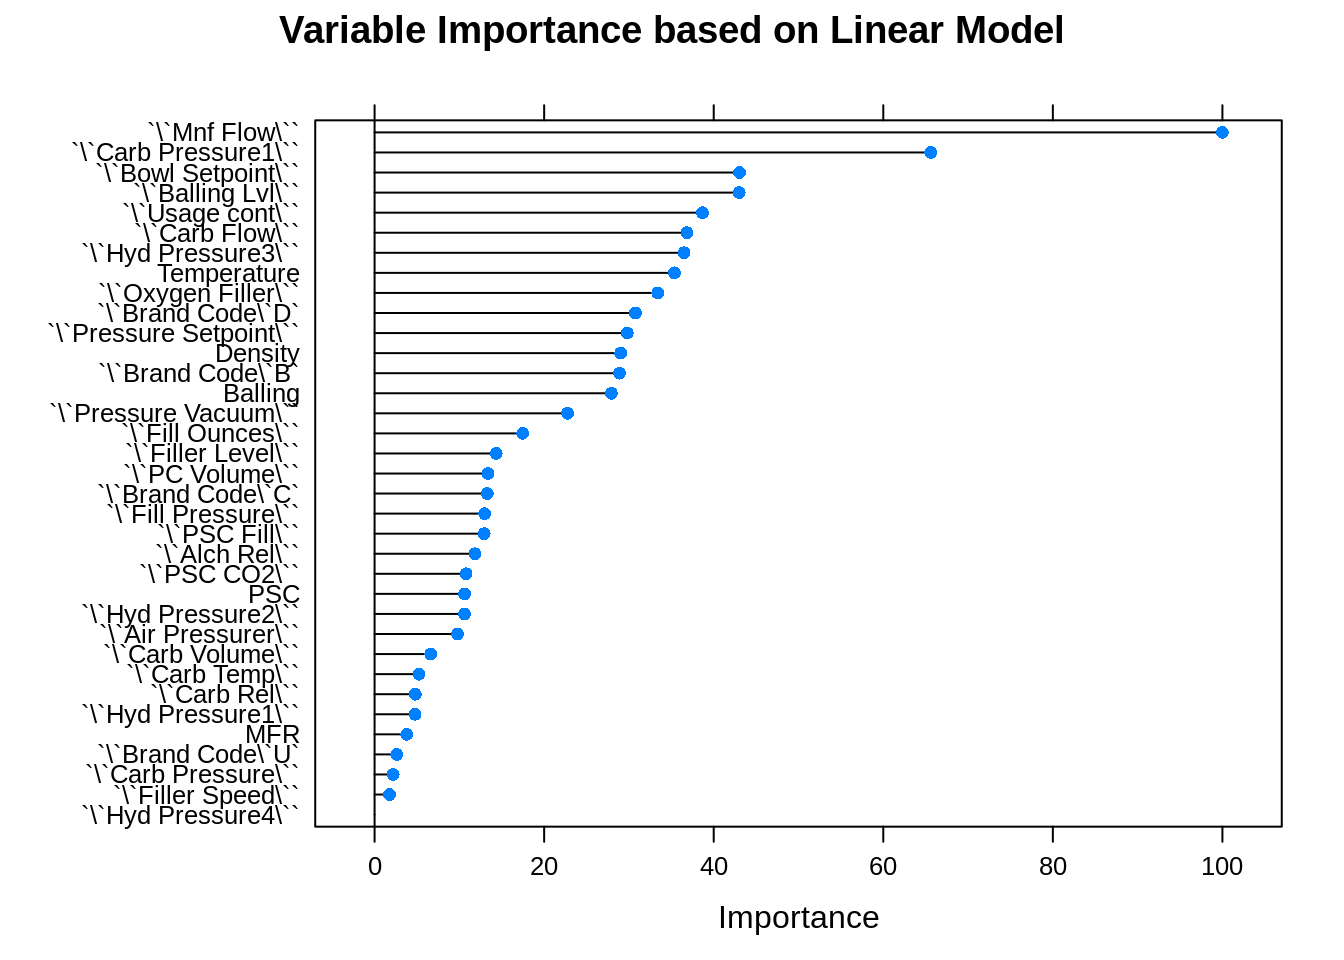 Variable Importance based on Linear Model
`\`Mnf Flow\``
`\`Carb Pressure1\``
`\`Bowl Setpoint\``
`\`Balling Lvl\``
`\`Usage cont\``
`\`Carb Flow\``
`\`Hyd Pressure3\``
Temperature
`\`Oxygen Filler\``
`\`Brand Code\`D`
`\`Pressure Setpoint\``
Density
`\`Brand Code\`B`
Balling
`\`Pressure Vacuum\``
`\`Fill Ounces\``
`\`Filler Level\``
`\`PC Volume\``
`\`Brand Code\`C`
`\`Fill Pressure\``
`\`PSC Fill\``
`\`Alch Rel\``
`\`PSC CO2\``
PSC
`\`Hyd Pressure2\``
`\`Air Pressurer\``
`\`Carb Volume\``
`\`Carb Temp\``
`\`Carb Rel\``
`\`Hyd Pressure1\``
MFR
`\`Brand Code\`U`
`\`Carb Pressure\``
`\`Filler Speed\``
`\`Hyd Pressure4\``
0 20 40 60 80 100
Importance